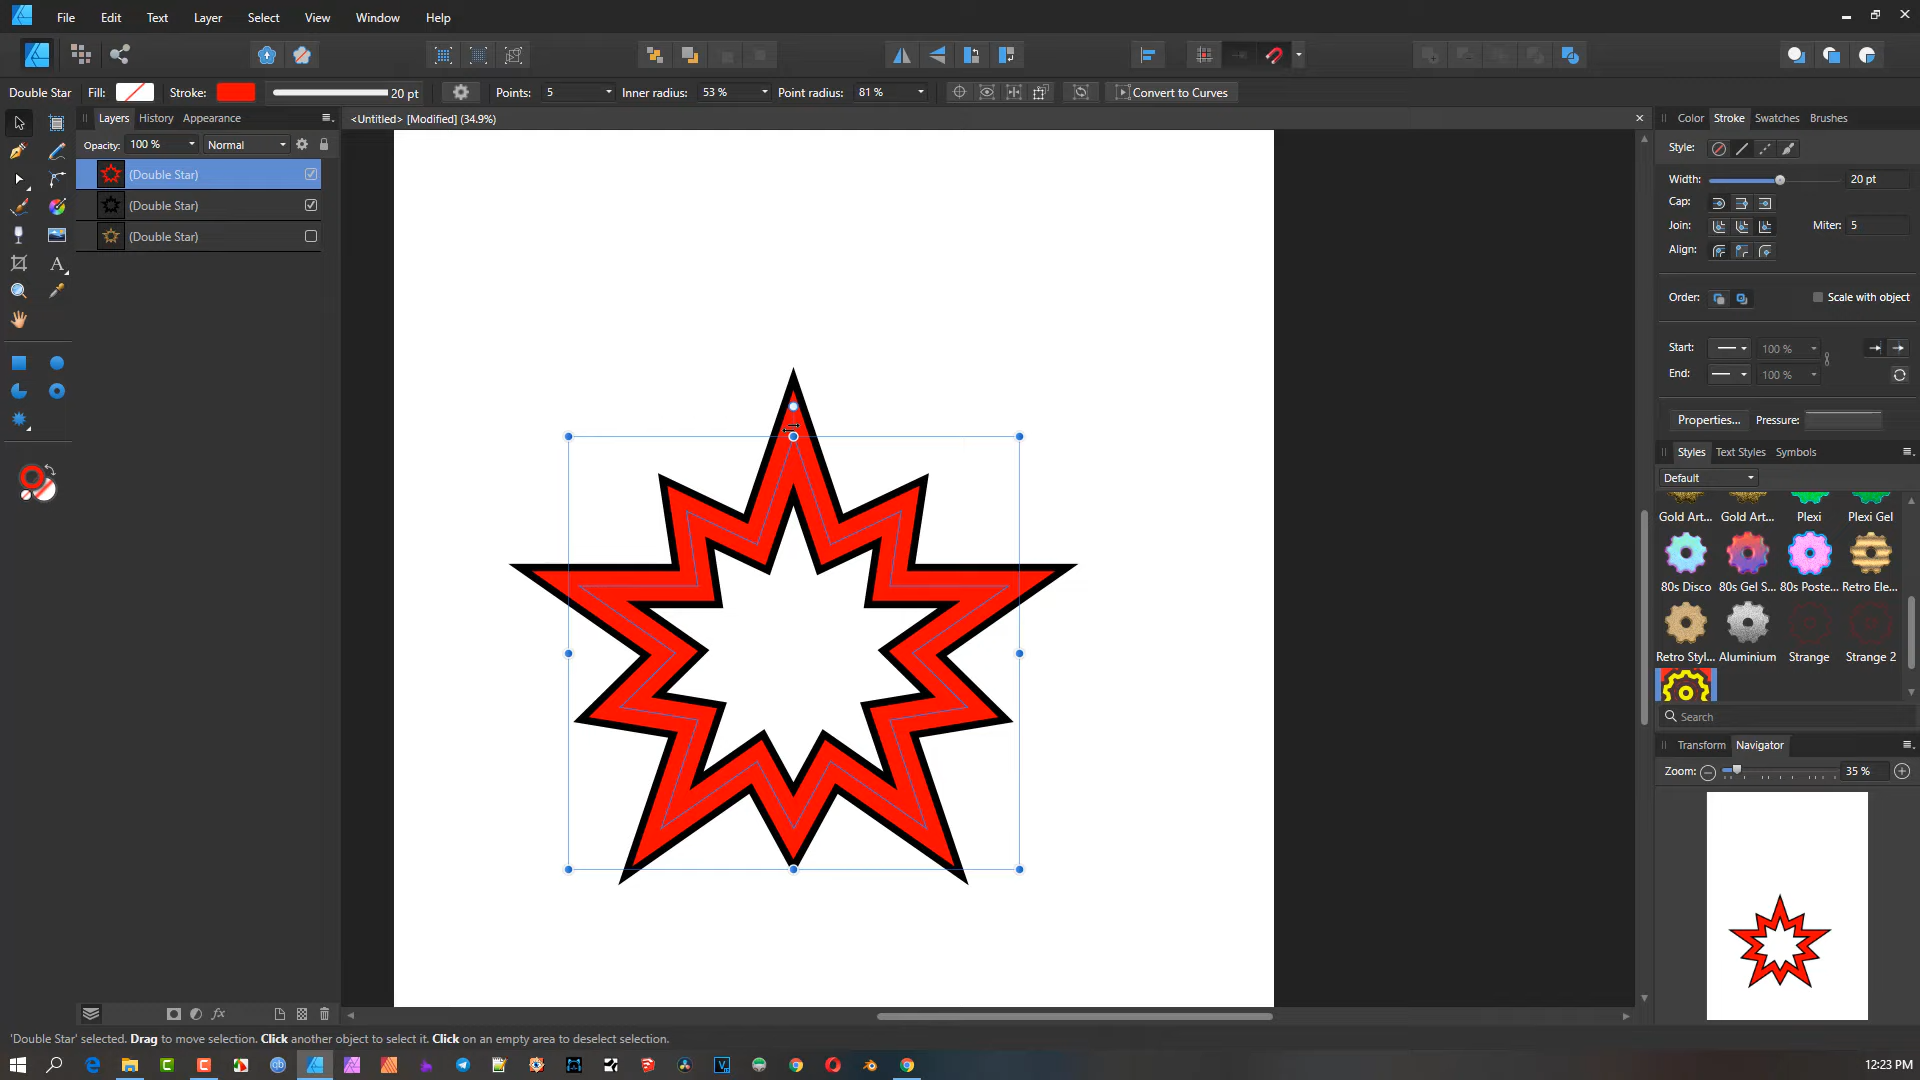 File Edit Text Layer Select View Window Help
Double Star Fill: Stroke: 20 pt Points: 5 Inner radius: 53 % Point radius: 81 % Convert to Curves
Layers History Appearance
<Untitled> [Modified] (34.9%)
Opacity: 100 % Normal
(Double Star)
(Double Star)
(Double Star)
Color Stroke Swatches Brushes
Style:
Width: 20 pt
Cap:
Join: Miter: 5
Align:
Order: Scale with object
Start: 100 %
End: 100 %
Properties... Pressure:
Styles Text Styles Symbols
Default
Gold Art... Gold Art... Plexi Plexi Gel
80s Disco 80s Gel S... 80s Poste... Retro Ele...
Retro Styl... Aluminium Strange Strange 2
Search
Transform Navigator
Zoom: 35 %
'Double Star' selected. Drag to move selection. Click another object to select it. Click on an empty area to deselect selection.
12:23 PM